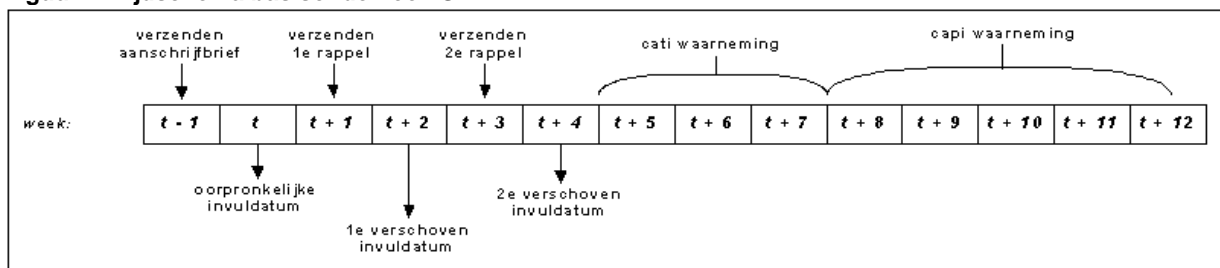 verzenden
aanschrijfbrief
verzenden
1e rappel
verzenden
2e rappel
cati waarneming
capi waarneming
week:
t - 1 t t + 1 t + 2 t + 3 t + 4 t + 5 t + 6 t + 7 t + 8 t + 9 t + 10 t + 11 t + 12
oorpronkelijke
invuldatum
1e verschoven
invuldatum
2e verschoven
invuldatum